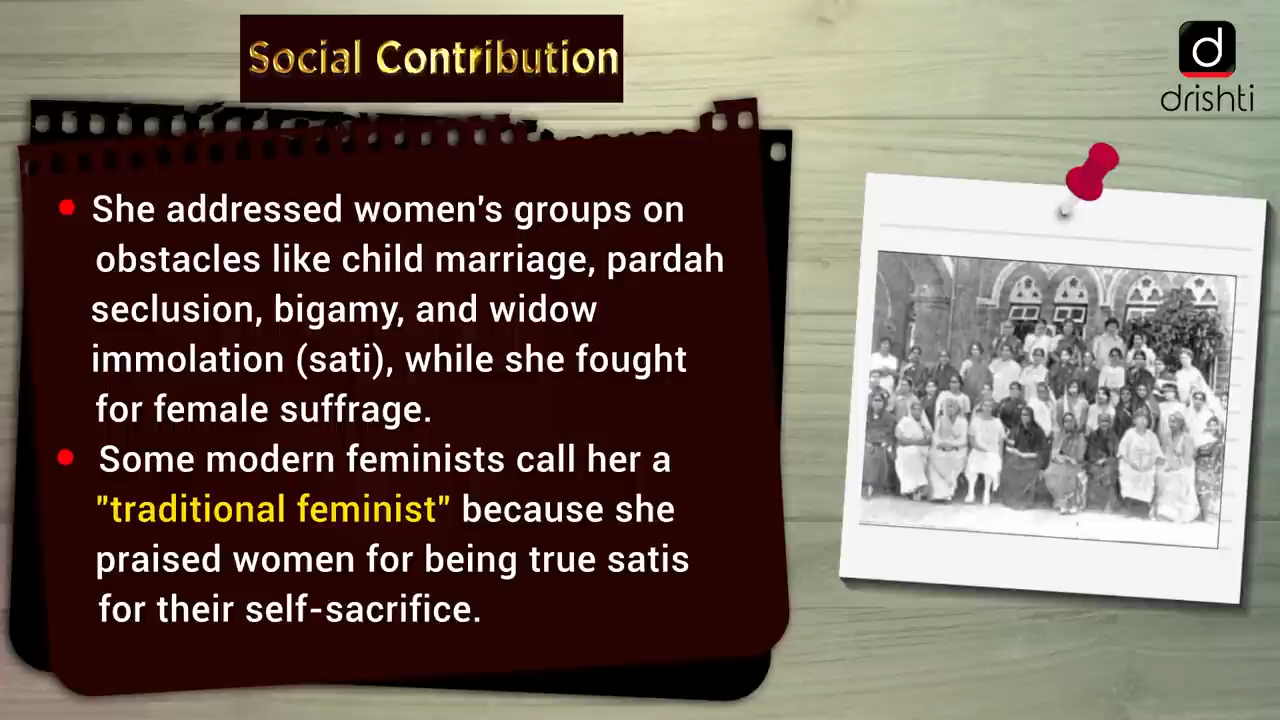 Social Contribution
d
drishti
• She addressed women's groups on
obstacles like child marriage, pardah
seclusion, bigamy, and widow
immolation (sati), while she fought
for female suffrage.
• Some modern feminists call her a
"traditional feminist" because she
praised women for being true satis
for their self-sacrifice.